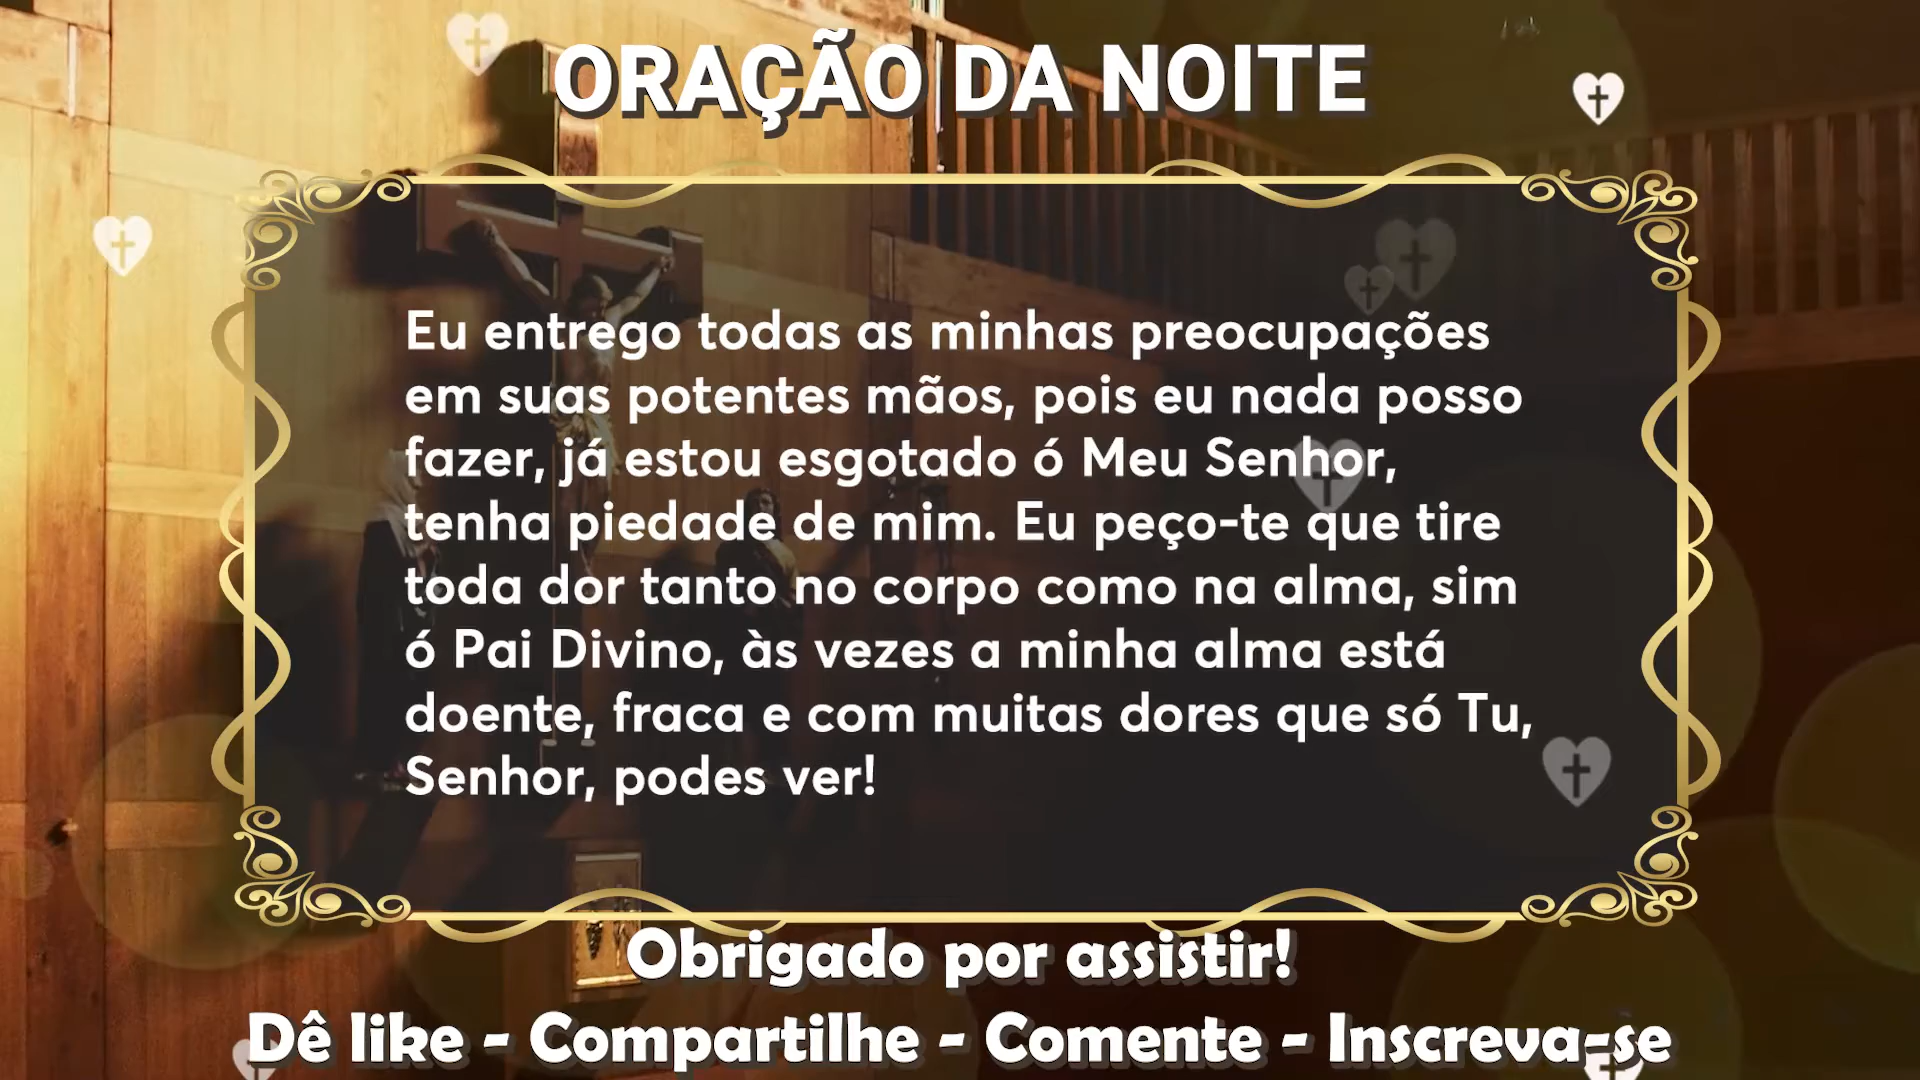 ORAÇÃO DA NOITE
Eu entrego todas as minhas preocupações
em suas potentes mãos, pois eu nada posso
fazer, já estou esgotado ó Meu Senhor,
tenha piedade de mim. Eu peço-te que tire
toda dor tanto no corpo como na alma, sim
ó Pai Divino, às vezes a minha alma está
doente, fraca e com muitas dores que só Tu,
Senhor, podes ver!
Obrigado por assistir!
Dê like - Compartilhe - Comente - Inscreva-se